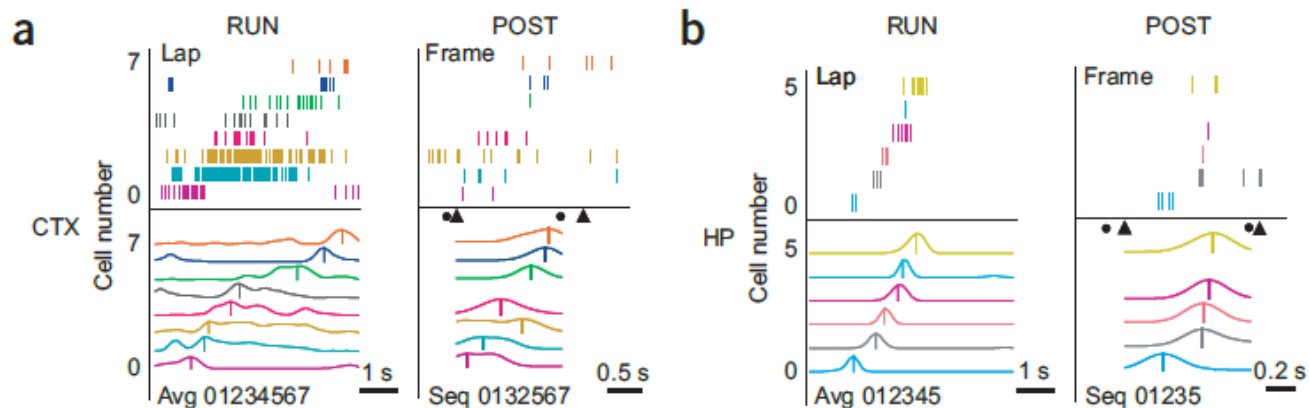 a
RUN
POST
7
Lap
Frame
0
Cell number
CTX
7
0
Avg 01234567
1 s
Seq 0132567
0.5 s
b
RUN
POST
5
Lap
Frame
0
Cell number
HP
5
0
Avg 012345
1 s
Seq 01235
0.2 s